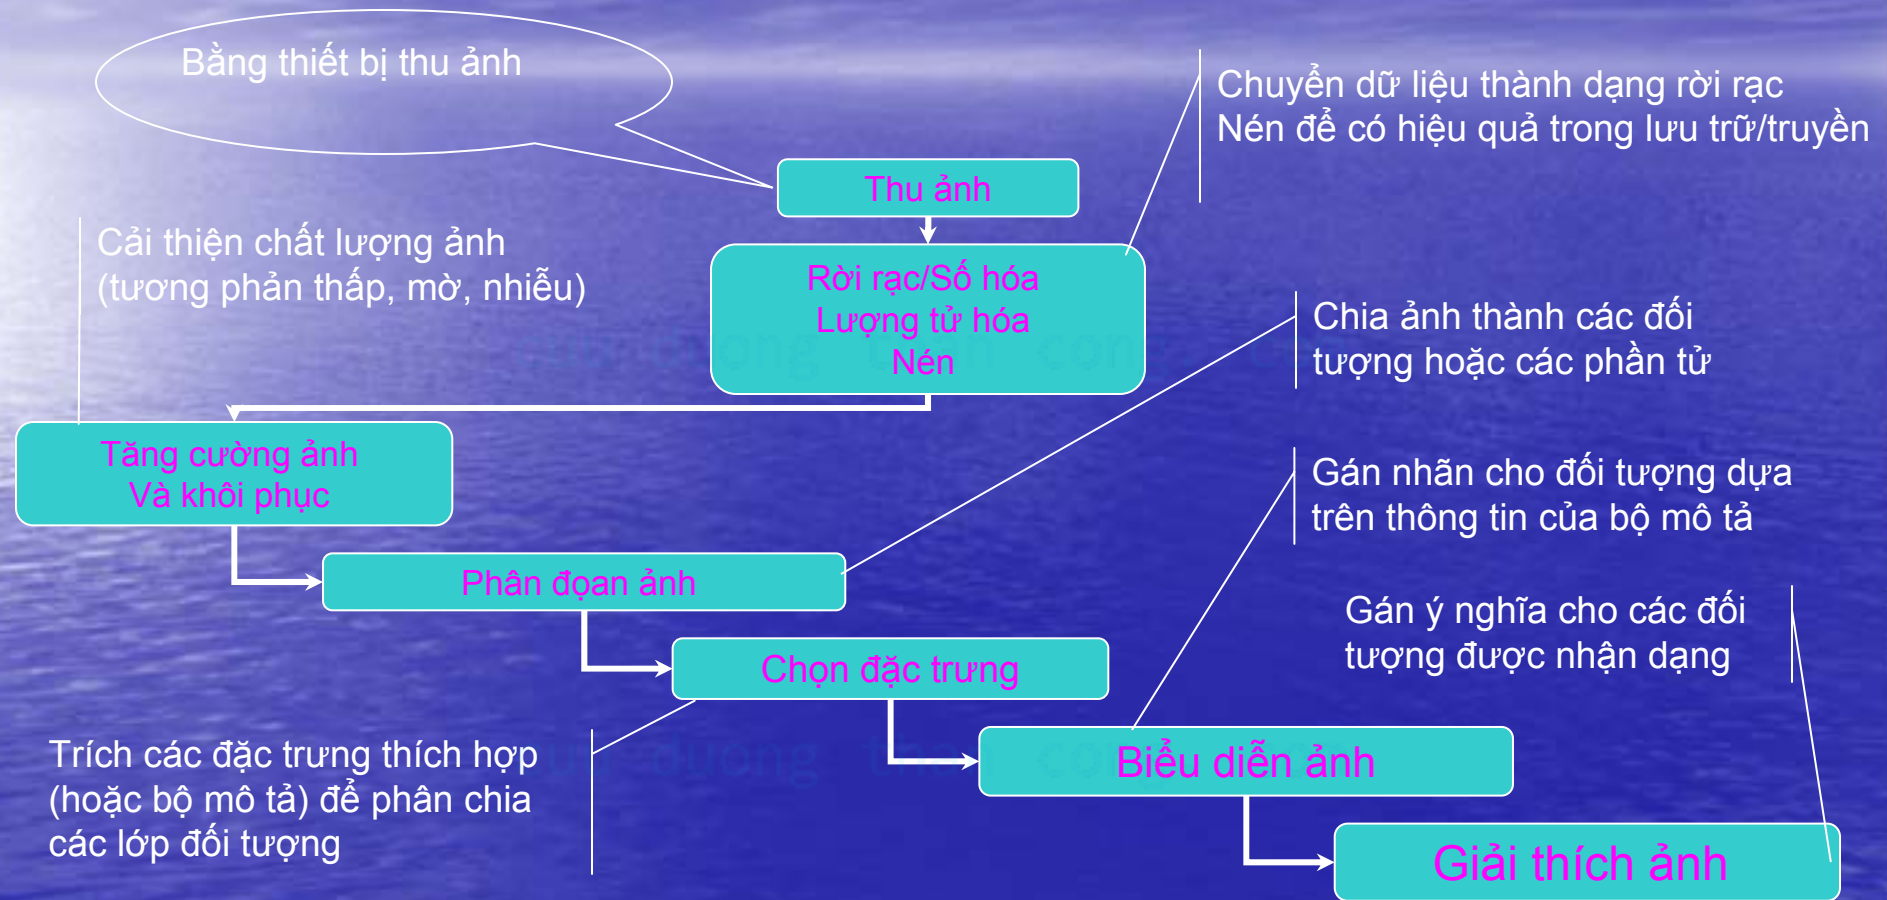 Bằng thiết bị thu ảnh
Chuyển dữ liệu thành dạng rời rạc
Nén để có hiệu quả trong lưu trữ/truyền
Thu ảnh
Cải thiện chất lượng ảnh
(tương phản thấp, mờ, nhiễu)
Rời rạc/Số hóa
Lượng tử hóa
Nén
Chia ảnh thành các đối
tượng hoặc các phần tử
Tăng cường ảnh
Và khôi phục
Gán nhãn cho đối tượng dựa
trên thông tin của bộ mô tả
Phân đọan ảnh
Gán ý nghĩa cho các đối
tượng được nhận dạng
Chọn đặc trưng
Trích các đặc trưng thích hợp
(hoặc bộ mô tả) để phân chia
các lớp đối tượng
Biểu diễn ảnh
Giải thích ảnh